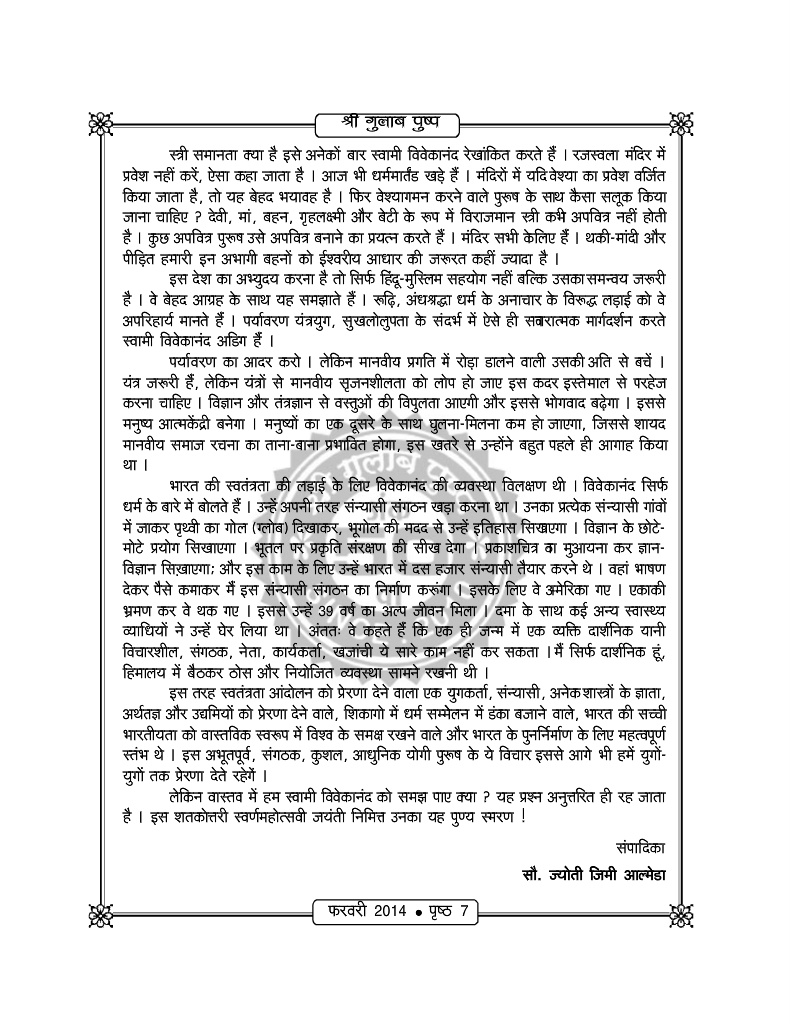 श्री गुलाब पुष्प
स्त्री समानता क्या है इसे अनेकों बार स्वामी विवेकानंद रेखांकित करते हैं । रजस्वला मंदिर में
प्रवेश नहीं करें, ऐसा कहा जाता है । आज भी धर्ममार्तंड खड़े हैं । मंदिरों में यदि वेश्या का प्रवेश वर्जित
किया जाता है, तो यह बेहद भयावह है । फिर वेश्यागमन करने वाले पुरूष के साथ कैसा सलूक किया
जाना चाहिए ? देवी, मां, बहन, गृहलक्ष्मी और बेटी के रूप में विराजमान स्त्री कभी अपवित्र नहीं होती
है । कुछ अपवित्र पुरूष उसे अपवित्र बनाने का प्रयत्न करते हैं । मंदिर सभी केलिए हैं । थकी-मांदी और
पीड़ित हमारी इन अभागी बहनों को ईश्वरीय आधार की जरूरत कहीं ज्यादा है ।
इस देश का अभ्युदय करना है तो सिर्फ हिंदू-मुस्लिम सहयोग नहीं बल्कि उसका समन्वय जरूरी
है । वे बेहद आग्रह के साथ यह समझाते हैं । रूढ़ि, अंधश्रद्धा धर्म के अनाचार के विरूद्ध लड़ाई को वे
अपरिहार्य मानते हैं । पर्यावरण यंत्रयुग, सुखलोलुपता के संदर्भ में ऐसे ही मार्गदर्शन करते
स्वामी विवेकानंद अडिग हैं ।
पर्यावरण का आदर करो । लेकिन मानवीय प्रगति में रोड़ा डालने वाली उसकी अति से बचें ।
यंत्र जरूरी हैं, लेकिन यंत्रों से मानवीय सृजनशीलता को लोप हो जाए इस कदर इस्तेमाल से परहेज
करना चाहिए । विज्ञान और तंत्रज्ञान से वस्तुओं की विपुलता आएगी और इससे भोगवाद बढ़ेगा । इससे
मनुष्य आत्मकेंद्री बनेगा । मनुष्यों का एक दूसरे के साथ घुलना-मिलना कम हो जाएगा, जिससे शायद
मानवीय समाज रचना का ताना-बाना प्रभावित होगा, इस खतरे से उन्होंने बहुत पहले ही आगाह किया
था ।
भारत की स्वतंत्रता की लड़ाई के लिए विवेकानंद की व्यवस्था विलक्षण थी । विवेकानंद सिर्फ
धर्म के बारे में बोलते हैं । उन्हें अपनी तरह संन्यासी संगठन खड़ा करना था । उनका प्रत्येक संन्यासी गांवों
में जाकर पृथ्वी का गोल (ग्लोब) दिखाकर, भूगोल की मदद से उन्हें इतिहास सिखाएगा । विज्ञान के छोटे-
मोटे प्रयोग सिखाएगा । भूतल पर प्रकृति संरक्षण की सीख देगा । प्रकाशचित्र का मुआयना कर ज्ञान-
विज्ञान सिख़ाएगा; और इस काम के लिए उन्हें भारत में दस हजार संन्यासी तैयार करने थे । वहां भाषण
देकर पैसे कमाकर मैं इस संन्यासी संगठन का निर्माण करूंगा । इसके लिए वे अमेरिका गए । एकाकी
भ्रमण कर वे थक गए । इससे उन्हें 39 वर्ष का अल्प जीवन मिला । दमा के साथ कई अन्य स्वास्थ्य
व्याधियों ने उन्हें घेर लिया था । अंततः वे कहते हैं कि एक ही जन्म में एक व्यक्ति दार्शनिक यानी
विचारशील, संगठक, नेता, कार्यकर्ता, खजांची ये सारे काम नहीं कर सकता । मैं सिर्फ दार्शनिक हूं,
हिमालय में बैठकर ठोस और नियोजित व्यवस्था सामने रखनी थी ।
इस तरह स्वतंत्रता आंदोलन को प्रेरणा देने वाला एक युगकर्ता, संन्यासी, अनेक शास्त्रों के ज्ञाता,
अर्थतज्ञ और उद्यमियों को प्रेरणा देने वाले, शिकागो में धर्म सम्मेलन में डंका बजाने वाले, भारत की सच्ची
भारतीयता को वास्तविक स्वरूप में विश्व के समक्ष रखने वाले और भारत के पुनर्निर्माण के लिए महत्वपूर्ण
स्तंभ थे । इस अभूतपूर्व, संगठक, कुशल, आधुनिक योगी पुरूष के ये विचार इससे आगे भी हमें युगों-
युगों तक प्रेरणा देते रहेगें ।
लेकिन वास्तव में हम स्वामी विवेकानंद को समझ पाए क्या ? यह प्रश्न अनुत्तरित ही रह जाता
है । इस शतकोत्तरी स्वर्णमहोत्सवी जयंती निमित्त उनका यह पुण्य स्मरण !
संपादिका
सौ. ज्योती जिमी आल्मेडा
फरवरी 2014 ● पृष्ठ 7